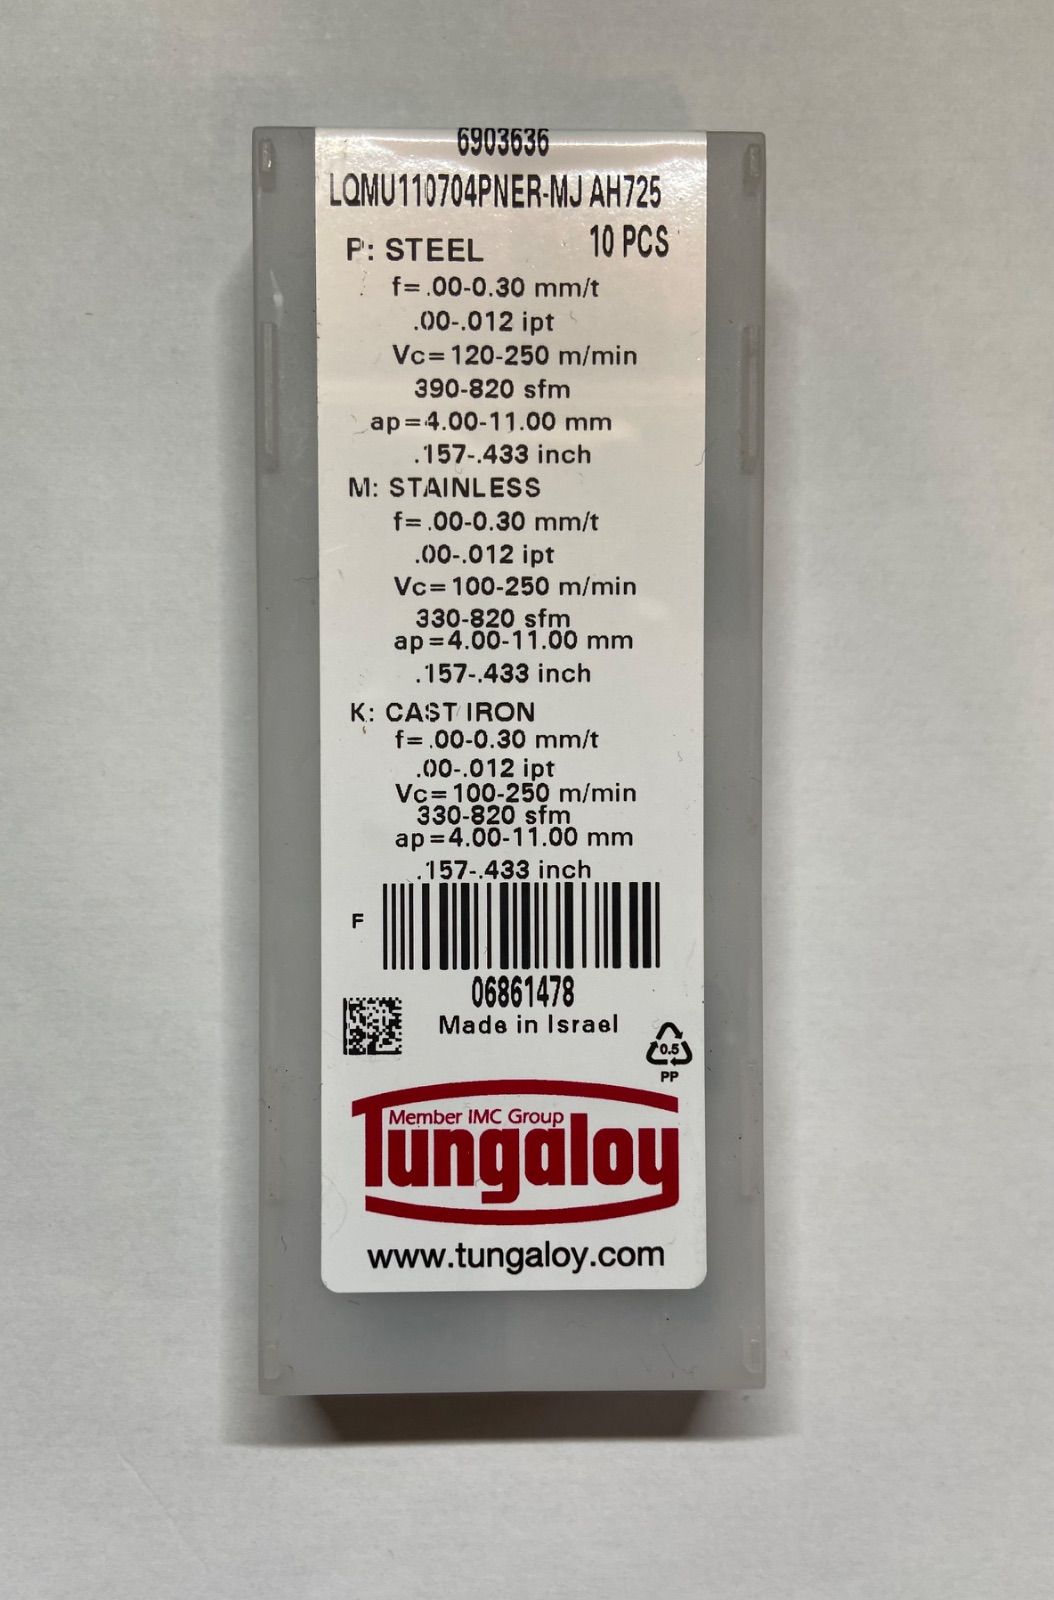 6903636
LQMU110704PNER-MJ AH725
10 PCS
P: STEEL
f= .00-0.30 mm/t
.00-.012 ipt
Vc= 120-250 m/min
390-820 sfm
ap=4.00-11.00 mm
.157-.433 inch
M: STAINLESS
f= .00-0.30 mm/t
.00-.012 ipt
Vc= 100-250 m/min
330-820 sfm
ap=4.00-11.00 mm
.157-.433 inch
K: CAST IRON
f= .00-0.30 mm/t
.00-.012 ipt
Vc= 100-250 m/min
330-820 sfm
ap=4.00-11.00 mm
.157-.433 inch
F
06861478
Made in Israel
0.5
PP
Member IMC Group
Tungaloy
www.tungaloy.com